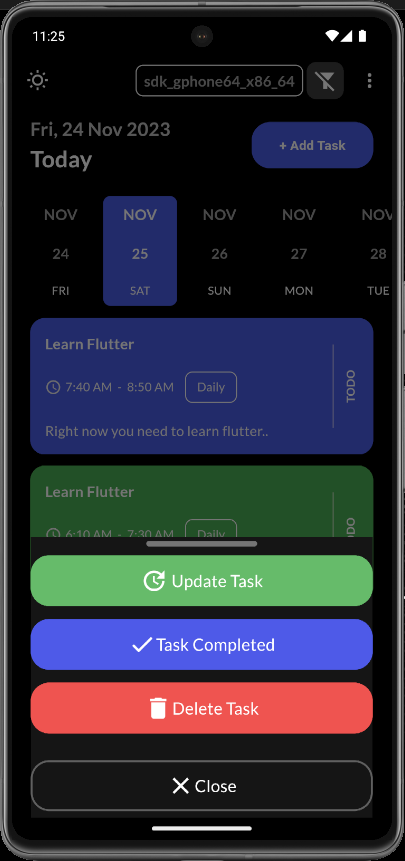 11:25
sdk_gphone64_x86_64
Fri, 24 Nov 2023
Today
+ Add Task
NOV NOV NOV NOV NOV
24 25 26 27 28
FRI SAT SUN MON TUE
Learn Flutter
7:40 AM - 8:50 AM Daily
TODO
Right now you need to learn flutter..
Learn Flutter
6:10 AM - 7:30 AM Daily
ODO
Update Task
Task Completed
Delete Task
Close